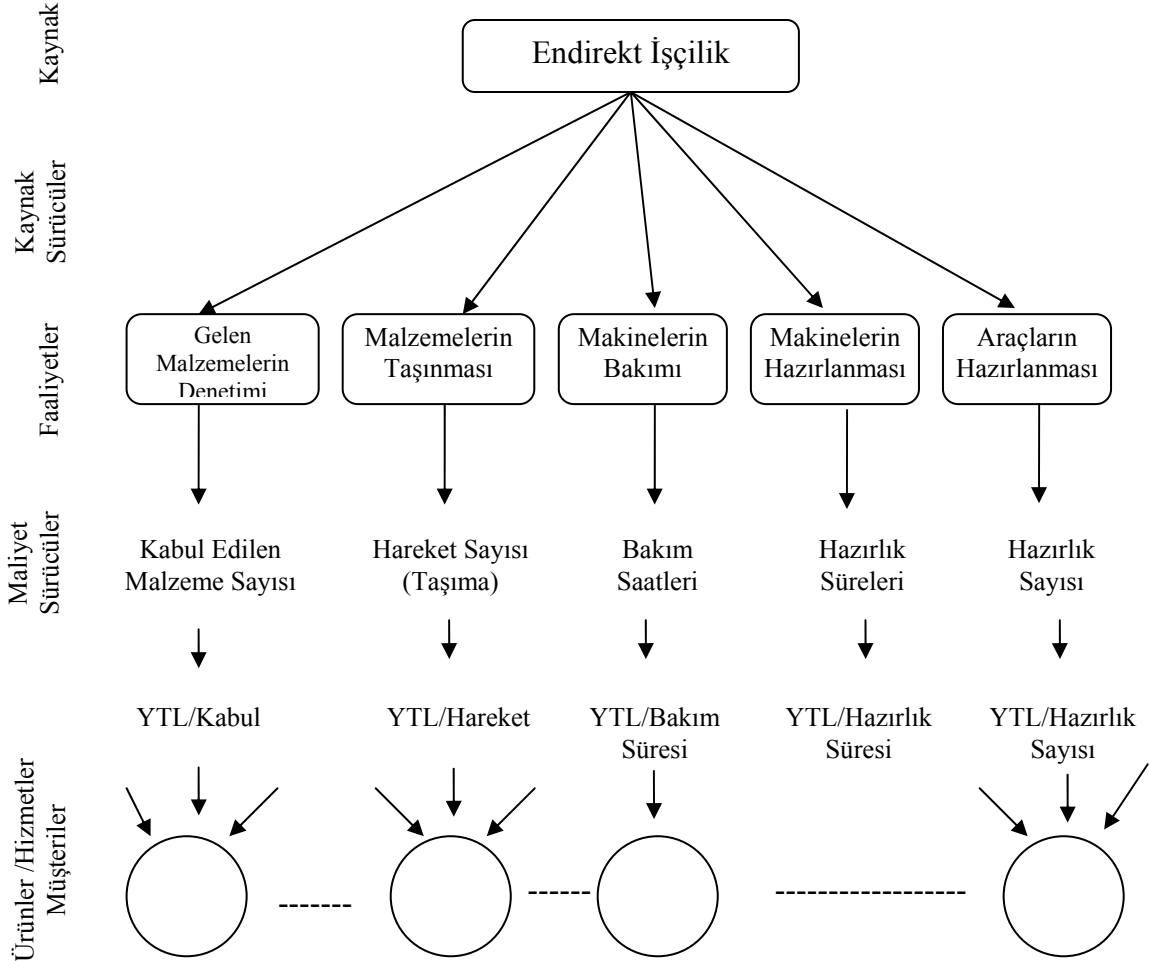 Kaynak
Endirekt İşçilik
Kaynak
Sürücüler
Faaliyetler
Gelen
Malzemelerin
Denetimi
Malzemelerin
Taşınması
Makinelerin
Bakımı
Makinelerin
Hazırlanması
Araçların
Hazırlanması
Maliyet
Sürücüler
Kabul Edilen
Malzeme Sayısı
Hareket Sayısı
(Taşıma)
Bakım
Saatleri
Hazırlık
Süreleri
Hazırlık
Sayısı
YTL/Kabul
YTL/Hareket
YTL/Bakım
Süresi
YTL/Hazırlık
Süresi
YTL/Hazırlık
Sayısı
Ürünler /Hizmetler
Müşteriler